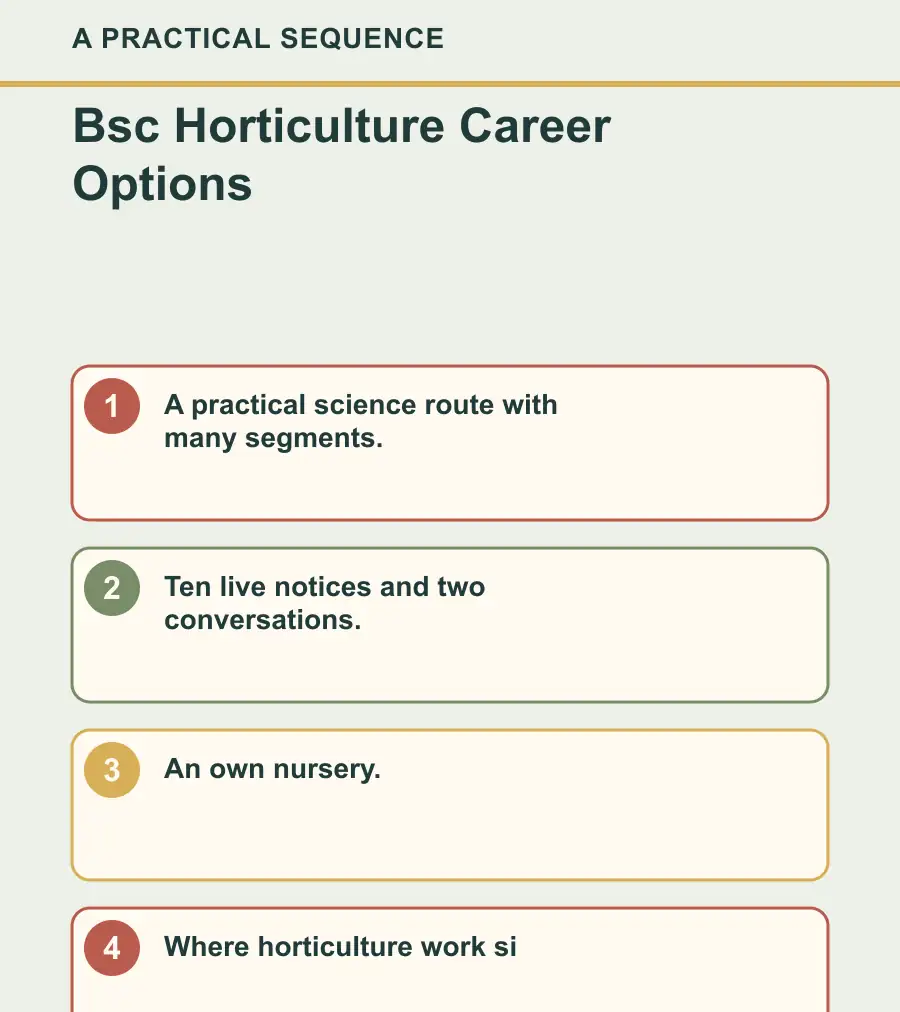 A PRACTICAL SEQUENCE
Bsc Horticulture Career
Options
1
A practical science route with
many segments.
2
Ten live notices and two
conversations.
3
An own nursery.
4
Where horticulture work si